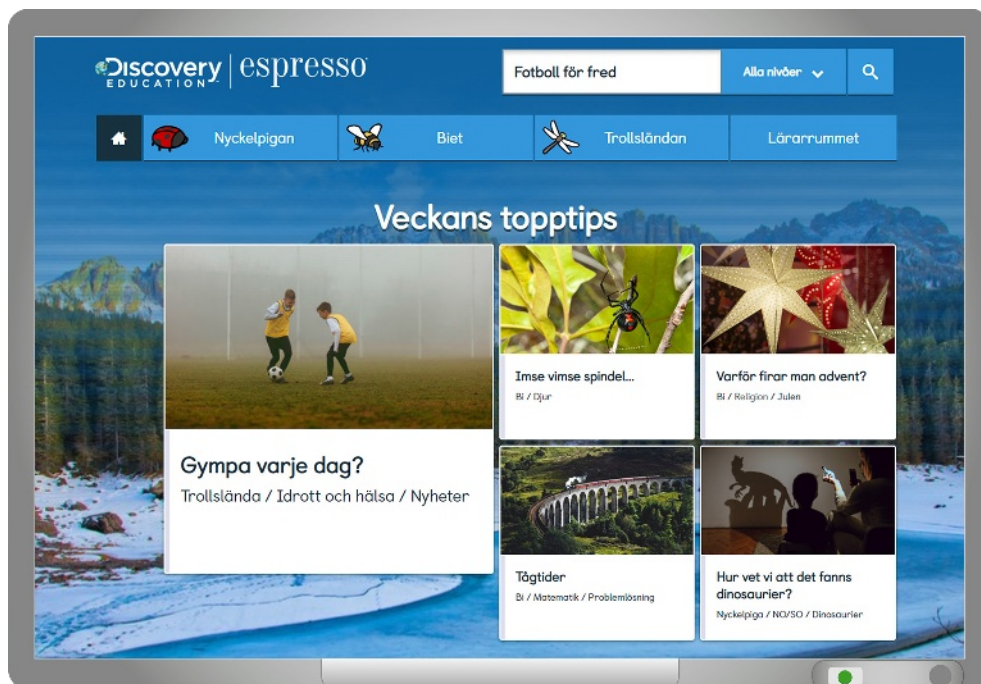 Discovery
EDUCATION
espresso
Fotboll för fred
Alla nivåer
Nyckelpigan
Biet
Trollsländan
Lärarrummet
Veckans topptips
Gympa varje dag?
Trollslända / Idrott och hälsa / Nyheter
Imse vimse spindel...
Bi / Djur
Varför firar man advent?
Bi / Religion / Julen
Tågtider
Bi / Matematik / Problemlösning
Hur vet vi att det fanns
dinosaurier?
Nyckelpiga / NO/SO / Dinosaurier